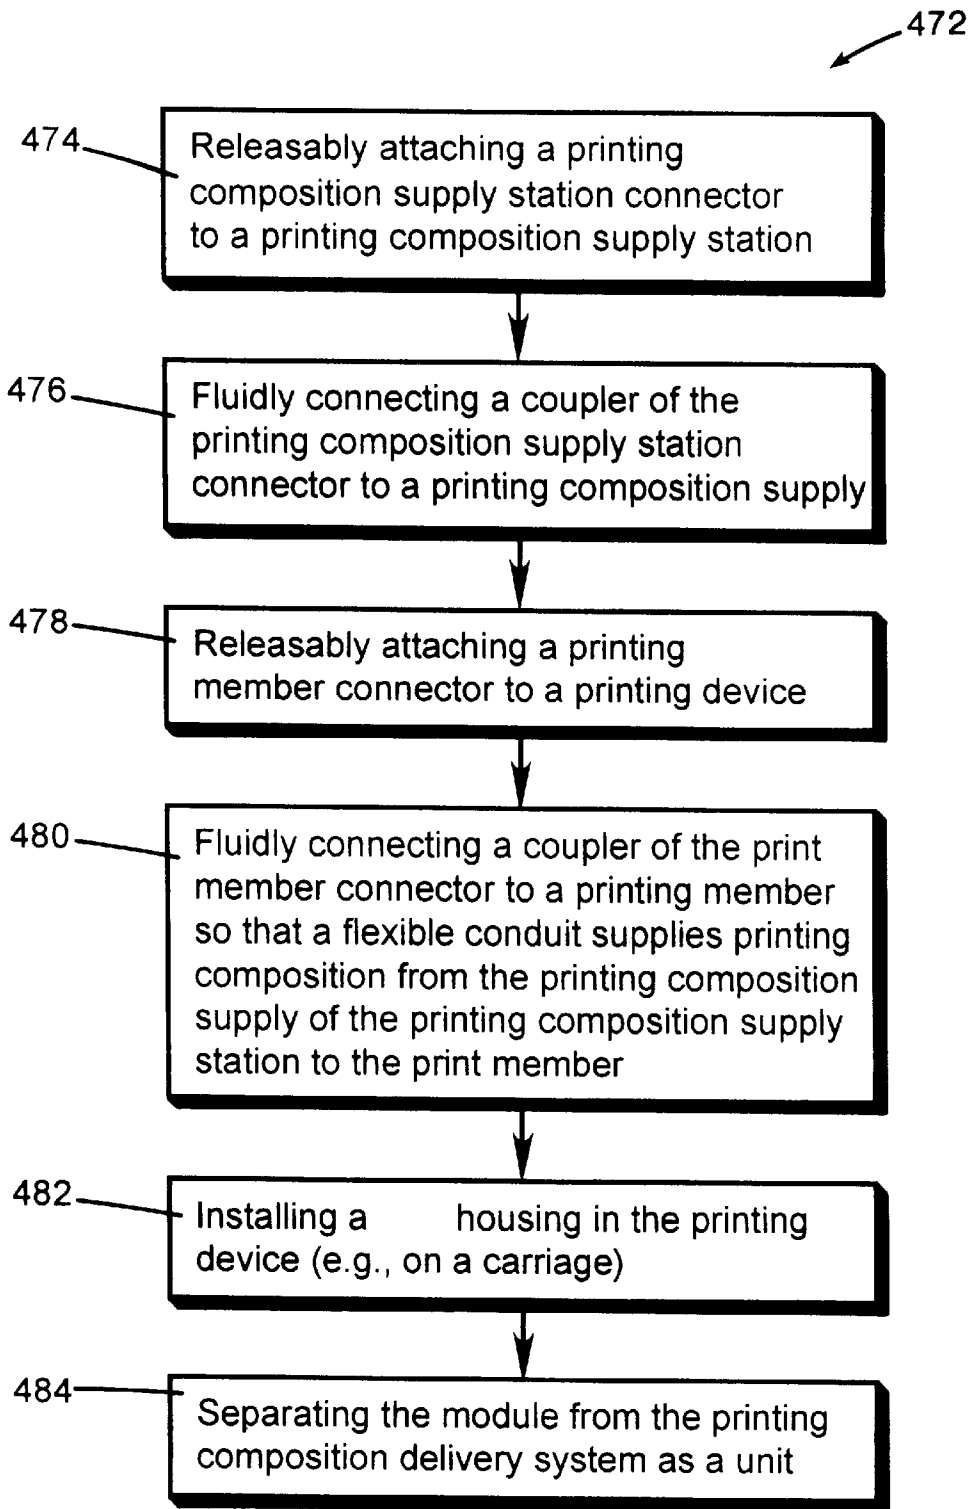 472
474
Releasably attaching a printing
composition supply station connector
to a printing composition supply station
476
Fluidly connecting a coupler of the
printing composition supply station
connector to a printing composition supply
478
Releasably attaching a printing
member connector to a printing device
480
Fluidly connecting a coupler of the print
member connector to a printing member
so that a flexible conduit supplies printing
composition from the printing composition
supply of the printing composition supply
station to the print member
482
Installing a housing in the printing
device (e.g., on a carriage)
484
Separating the module from the printing
composition delivery system as a unit